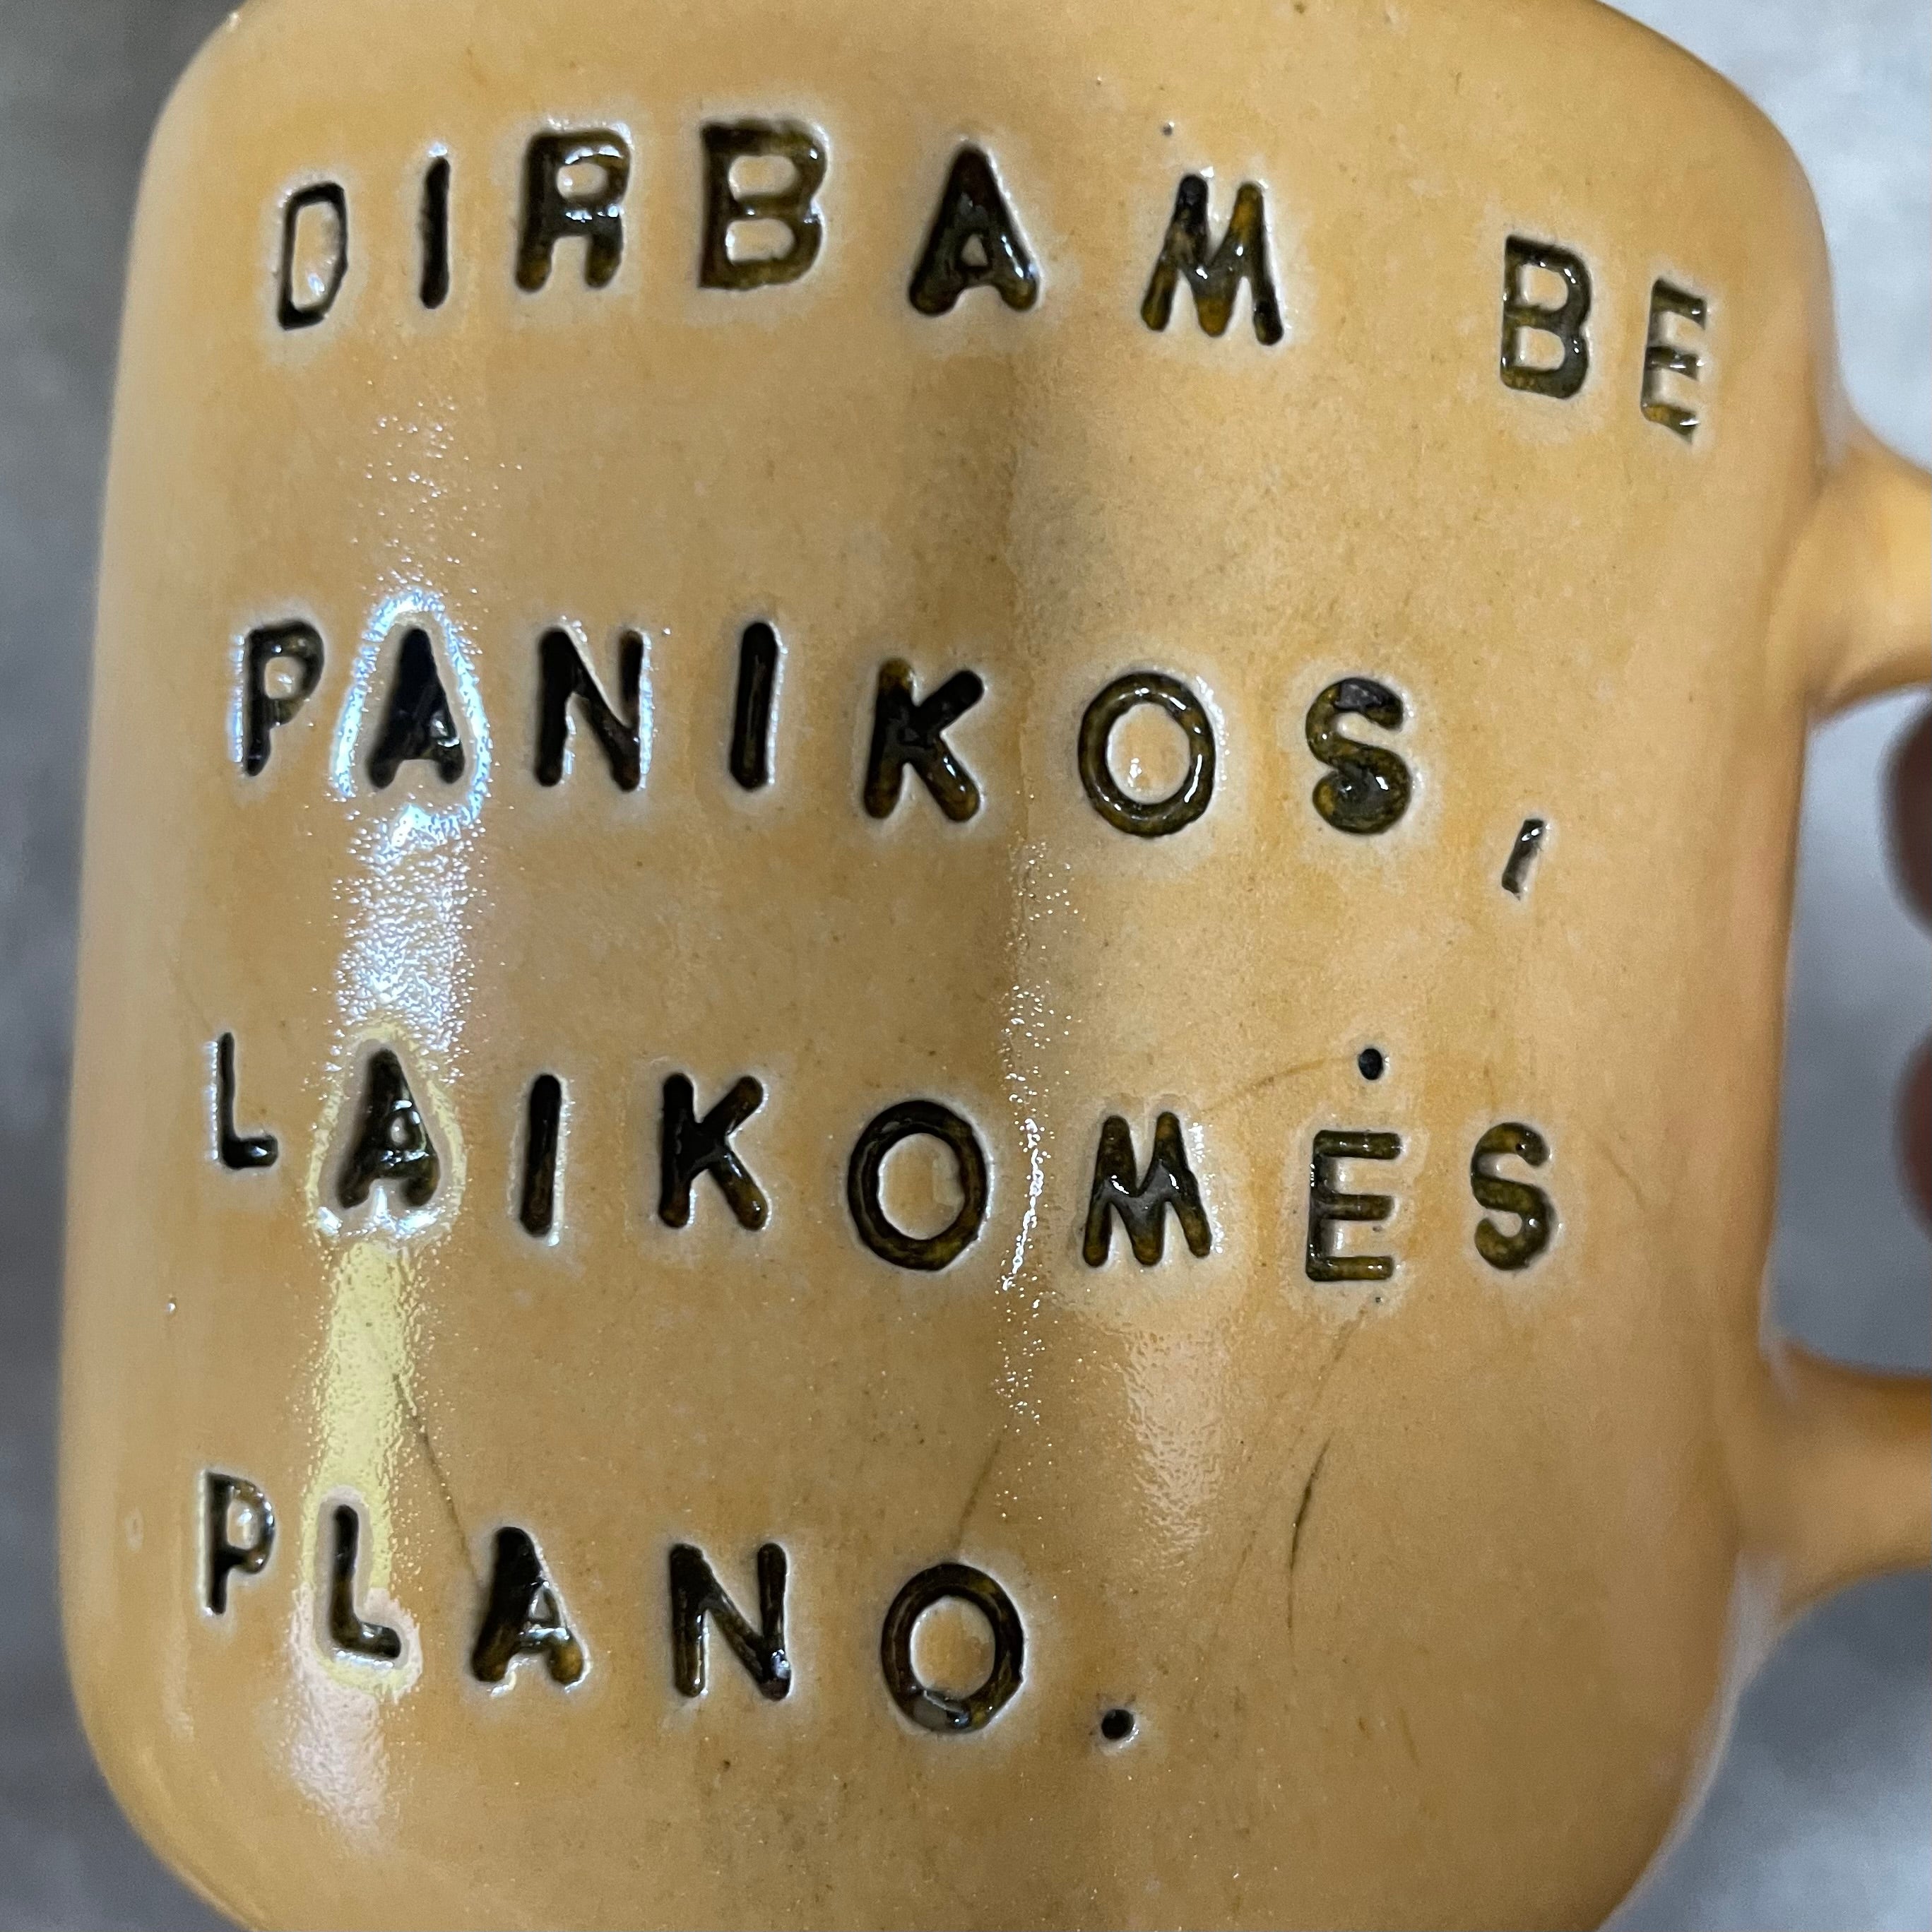 DIRBAM BE
PANIKOS,
LAIKOMĖS
PLANO.